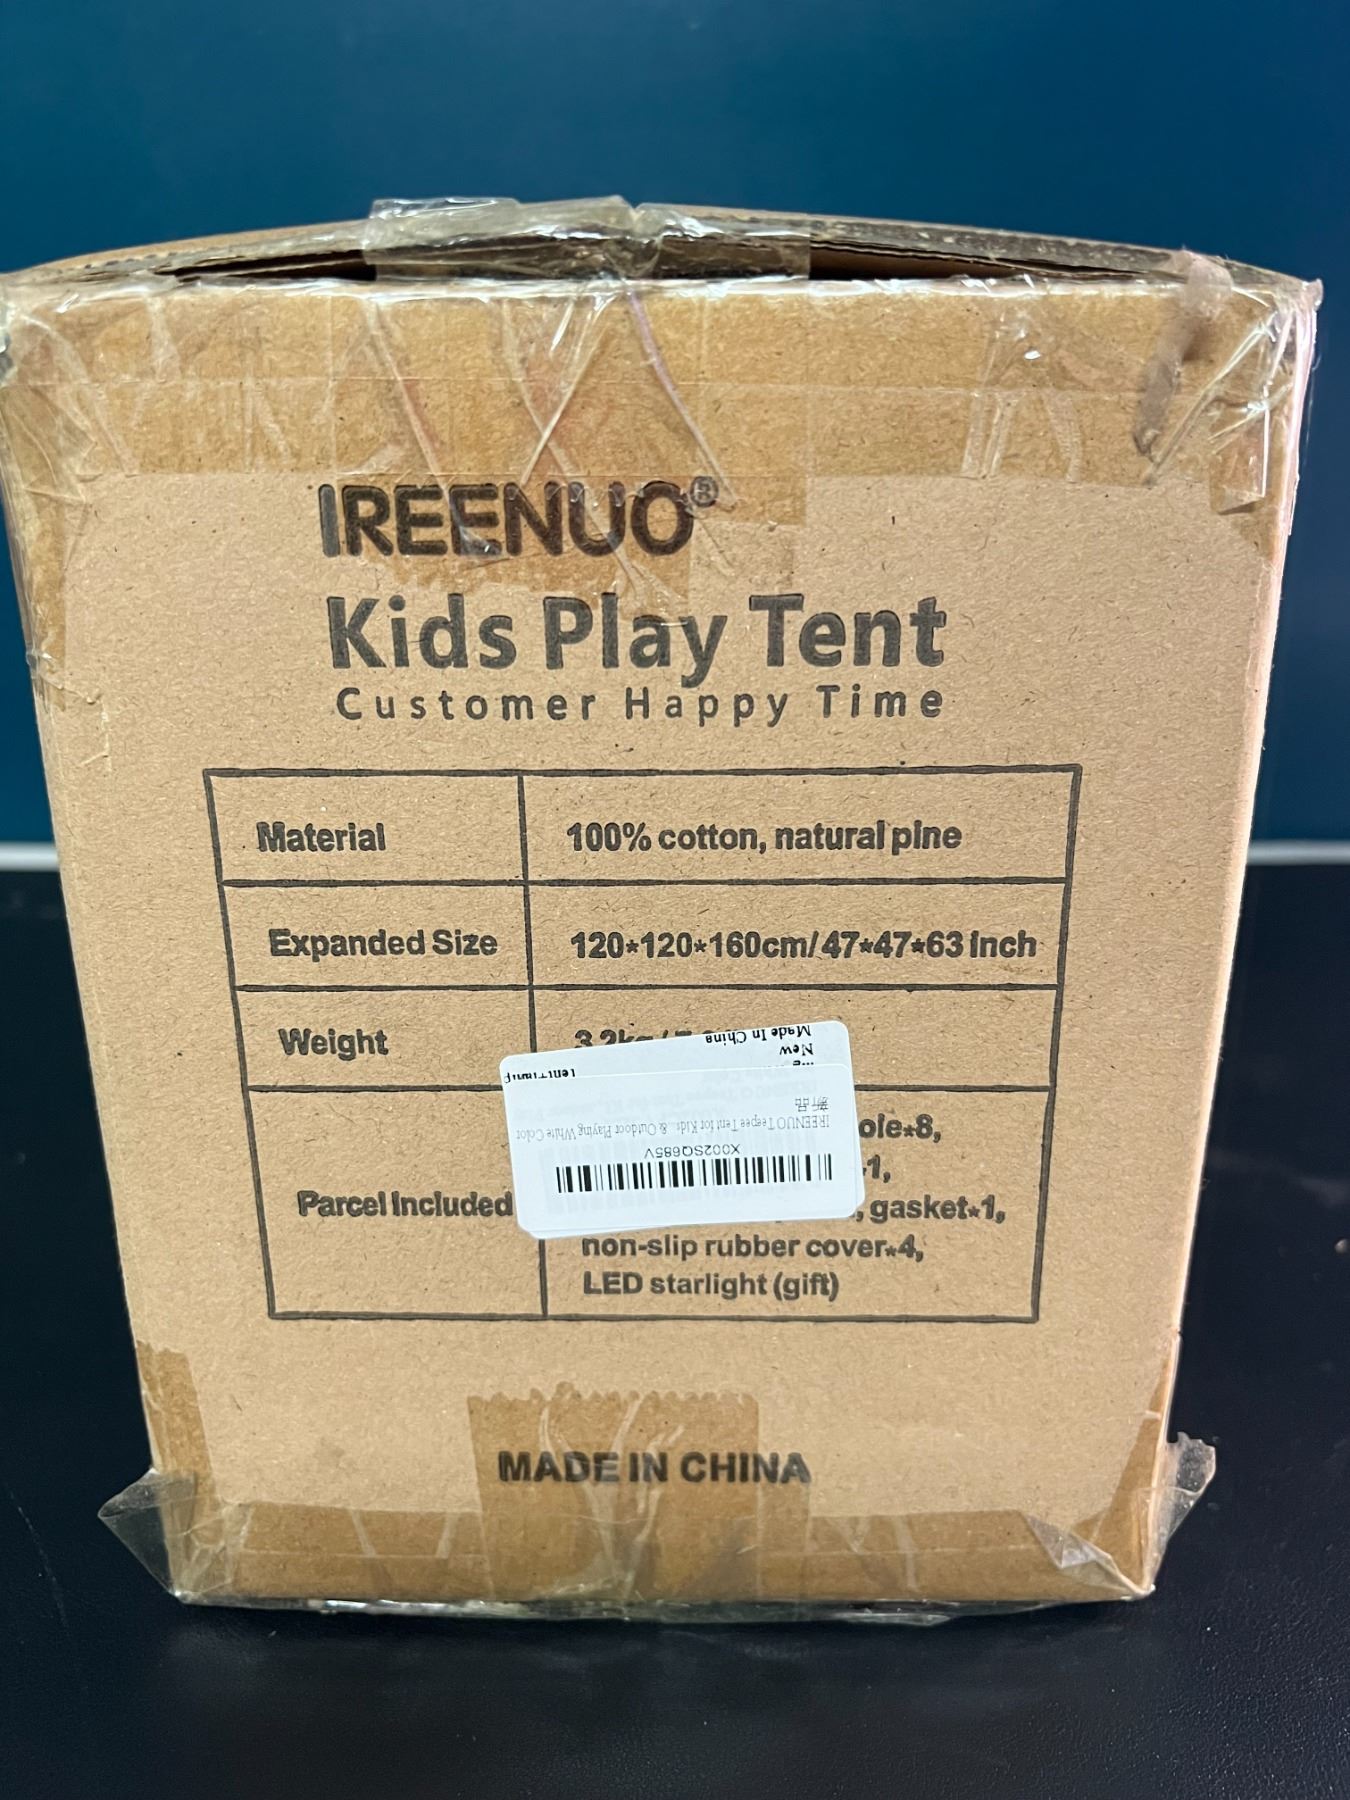 IREENUO®
Kids Play Tent
Customer Happy Time
Material 100% cotton, natural pine
Expanded Size 120*120*160cm/ 47*47*63 inch
Weight
Made In China
New
新品
IREENUO Teepee Tent for Kids & Outdoor Playing White Color
X002SQ685V
Parcel Included
*8,
gasket*1,
non-slip rubber cover*4,
LED starlight (gift)
MADE IN CHINA